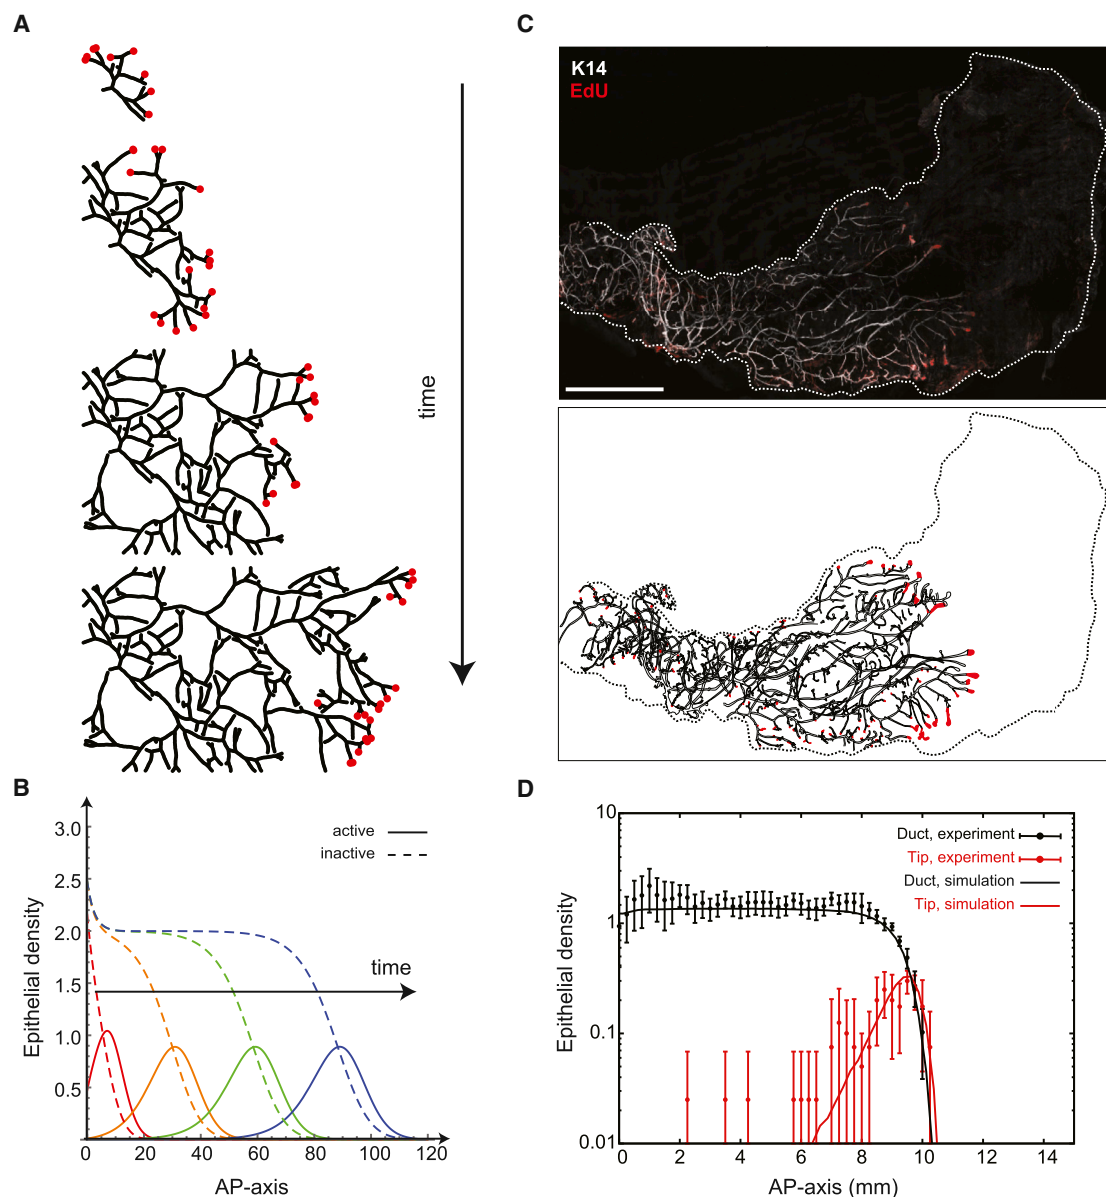 A
time
B
active
inactive
3.0
2.5
2.0
1.5
1.0
0.5
time
Epithelial density
0
20
40
60
80
100
120
AP-axis
C
K14
EdU
D
10
1
0.1
0.01
Duct, experiment
Tip, experiment
Duct, simulation
Tip, simulation
Epithelial density
0
2
4
6
8
10
12
14
AP-axis (mm)